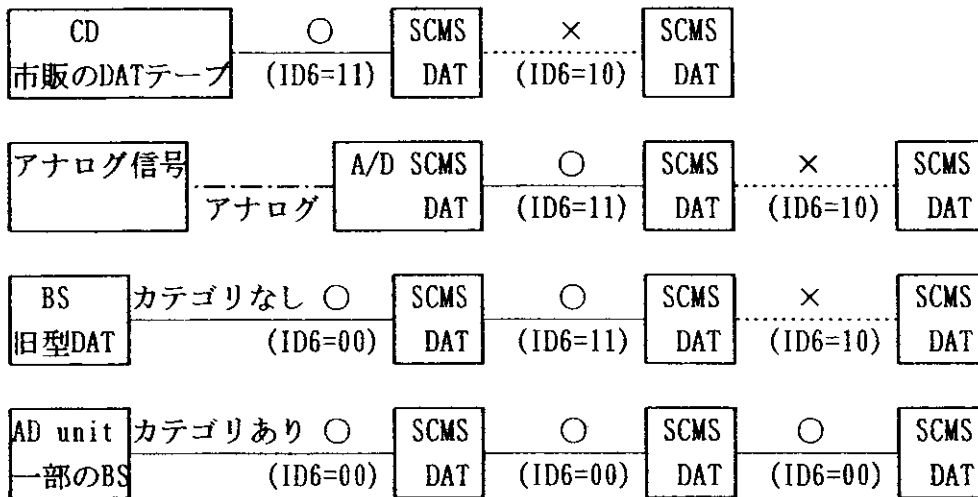 CD ○ SCMS × SCMS
市販のDATテープ (ID6=11) DAT (ID6=10) DAT
アナログ信号 A/D SCMS ○ SCMS × SCMS
アナログ DAT (ID6=11) DAT (ID6=10) DAT
BS カテゴリなし ○ SCMS ○ SCMS × SCMS
旧型DAT (ID6=00) DAT (ID6=11) DAT (ID6=10) DAT
AD unit カテゴリあり ○ SCMS ○ SCMS ○ SCMS
一部のBS (ID6=00) DAT (ID6=00) DAT (ID6=00) DAT